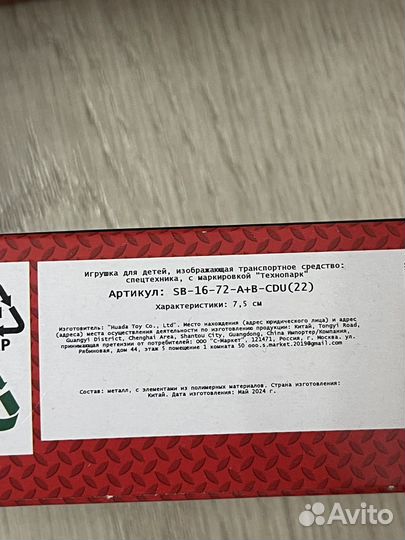 Игрушка для детей, изображающая транспортное средство:
спецтехника, с маркировкой "Технопарк"
Артикул: SB-16-72-A+B-CDU(22)
Характеристики: 7,5 см
Изготовитель: "Huada Toy Co., Ltd". Место нахождения (адрес юридического лица) и адрес
(адреса) места осуществления деятельности по изготовлению продукции: Китай, Tongyi Road,
Guangyi District, Chenghai Area, Shantou City, Guangdong, China Импортер/Компания,
принимающая претензии от потребителей: ООО "С-Маркет", 121471, Россия, г. Москва, ул.
Рябиновая, дом 44, этаж 5 помещение 1 комната 50 ooo.s.market.2019@gmail.com
Состав: металл, с элементами из полимерных материалов. Страна изготовления:
Китай. Дата изготовления: Май 2024 г.
P
Avito